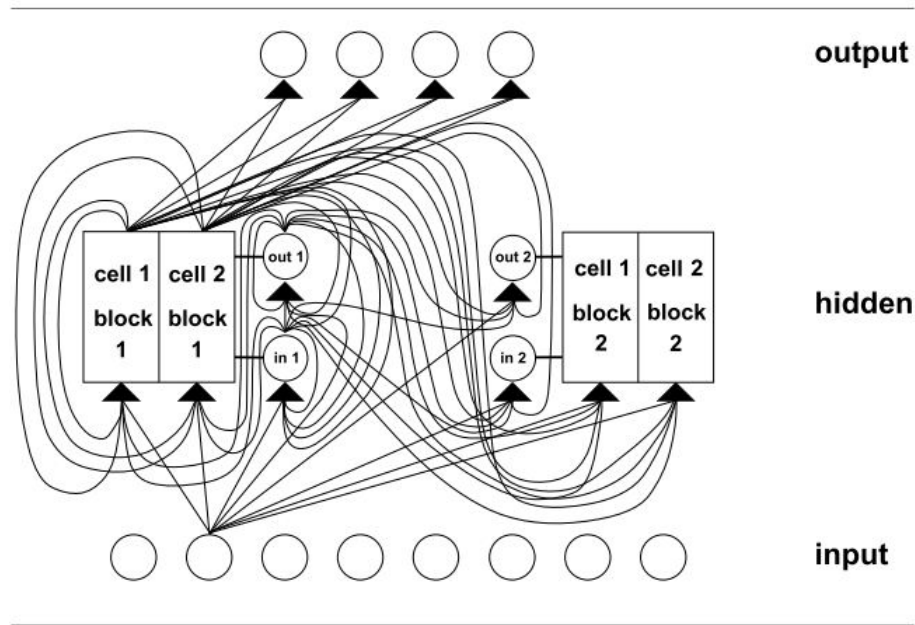 output
out 1
out 2
cell 1
block
1
cell 2
block
1
cell 1
block
2
cell 2
block
2
hidden
in 1
in 2
input